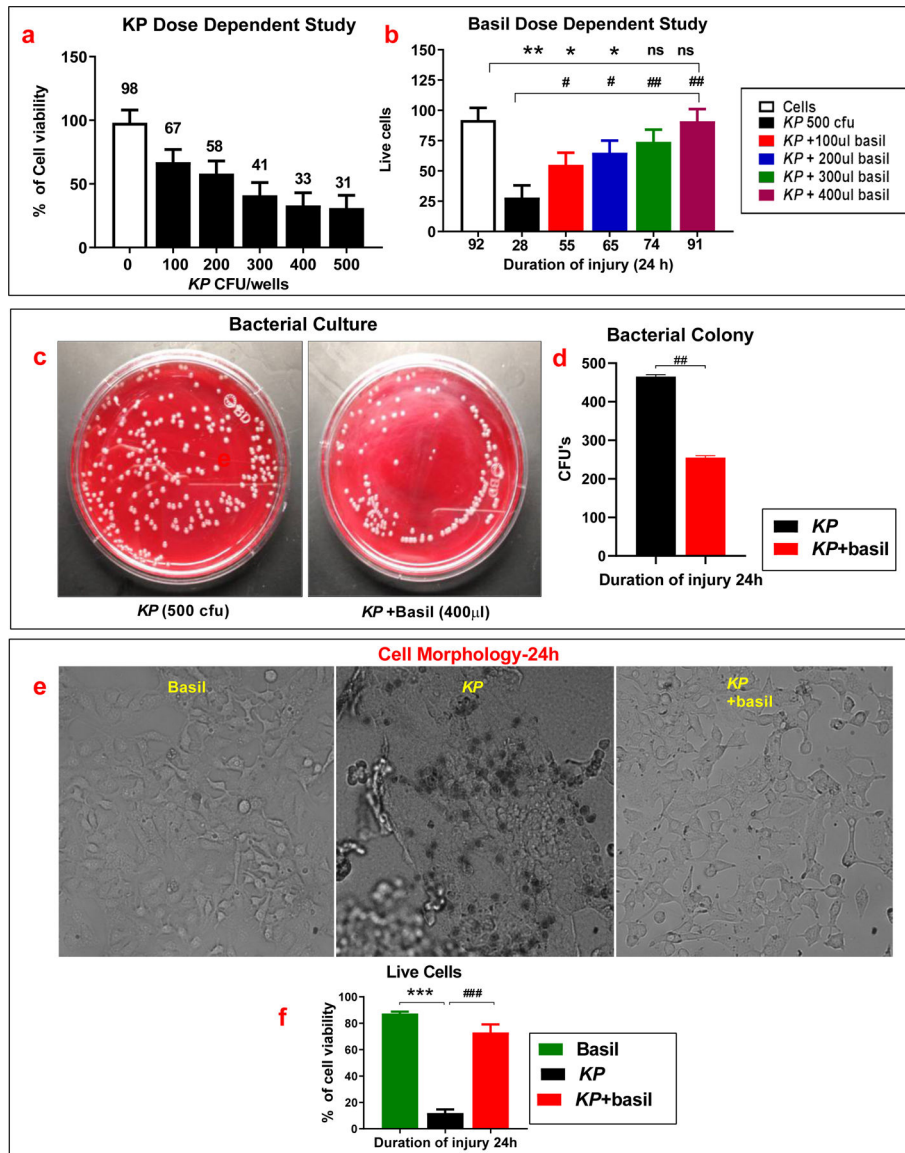 KP Dose Dependent Study
a
150
100
50
0
% of Cell viability
98
67
58
41
33
31
0 100 200 300 400 500
KP CFU/wells
Basil Dose Dependent Study
b
150
125
100
75
50
25
0
Live cells
** * * ns ns
# # ## ##
92 28 55 65 74 91
Duration of injury (24 h)
Cells
KP 500 cfu
KP +100ul basil
KP + 200ul basil
KP + 300ul basil
KP + 400ul basil
Bacterial Culture
c
BD
e
KP (500 cfu)
KP +Basil (400µl)
Bacterial Colony
d
500
400
300
200
100
0
CFU's
##
Duration of injury 24h
KP
KP+basil
Cell Morphology-24h
e
Basil
KP
KP
+basil
Live Cells
f
100
80
60
40
20
0
% of cell viability
*** ###
Duration of injury 24h
Basil
KP
KP+basil